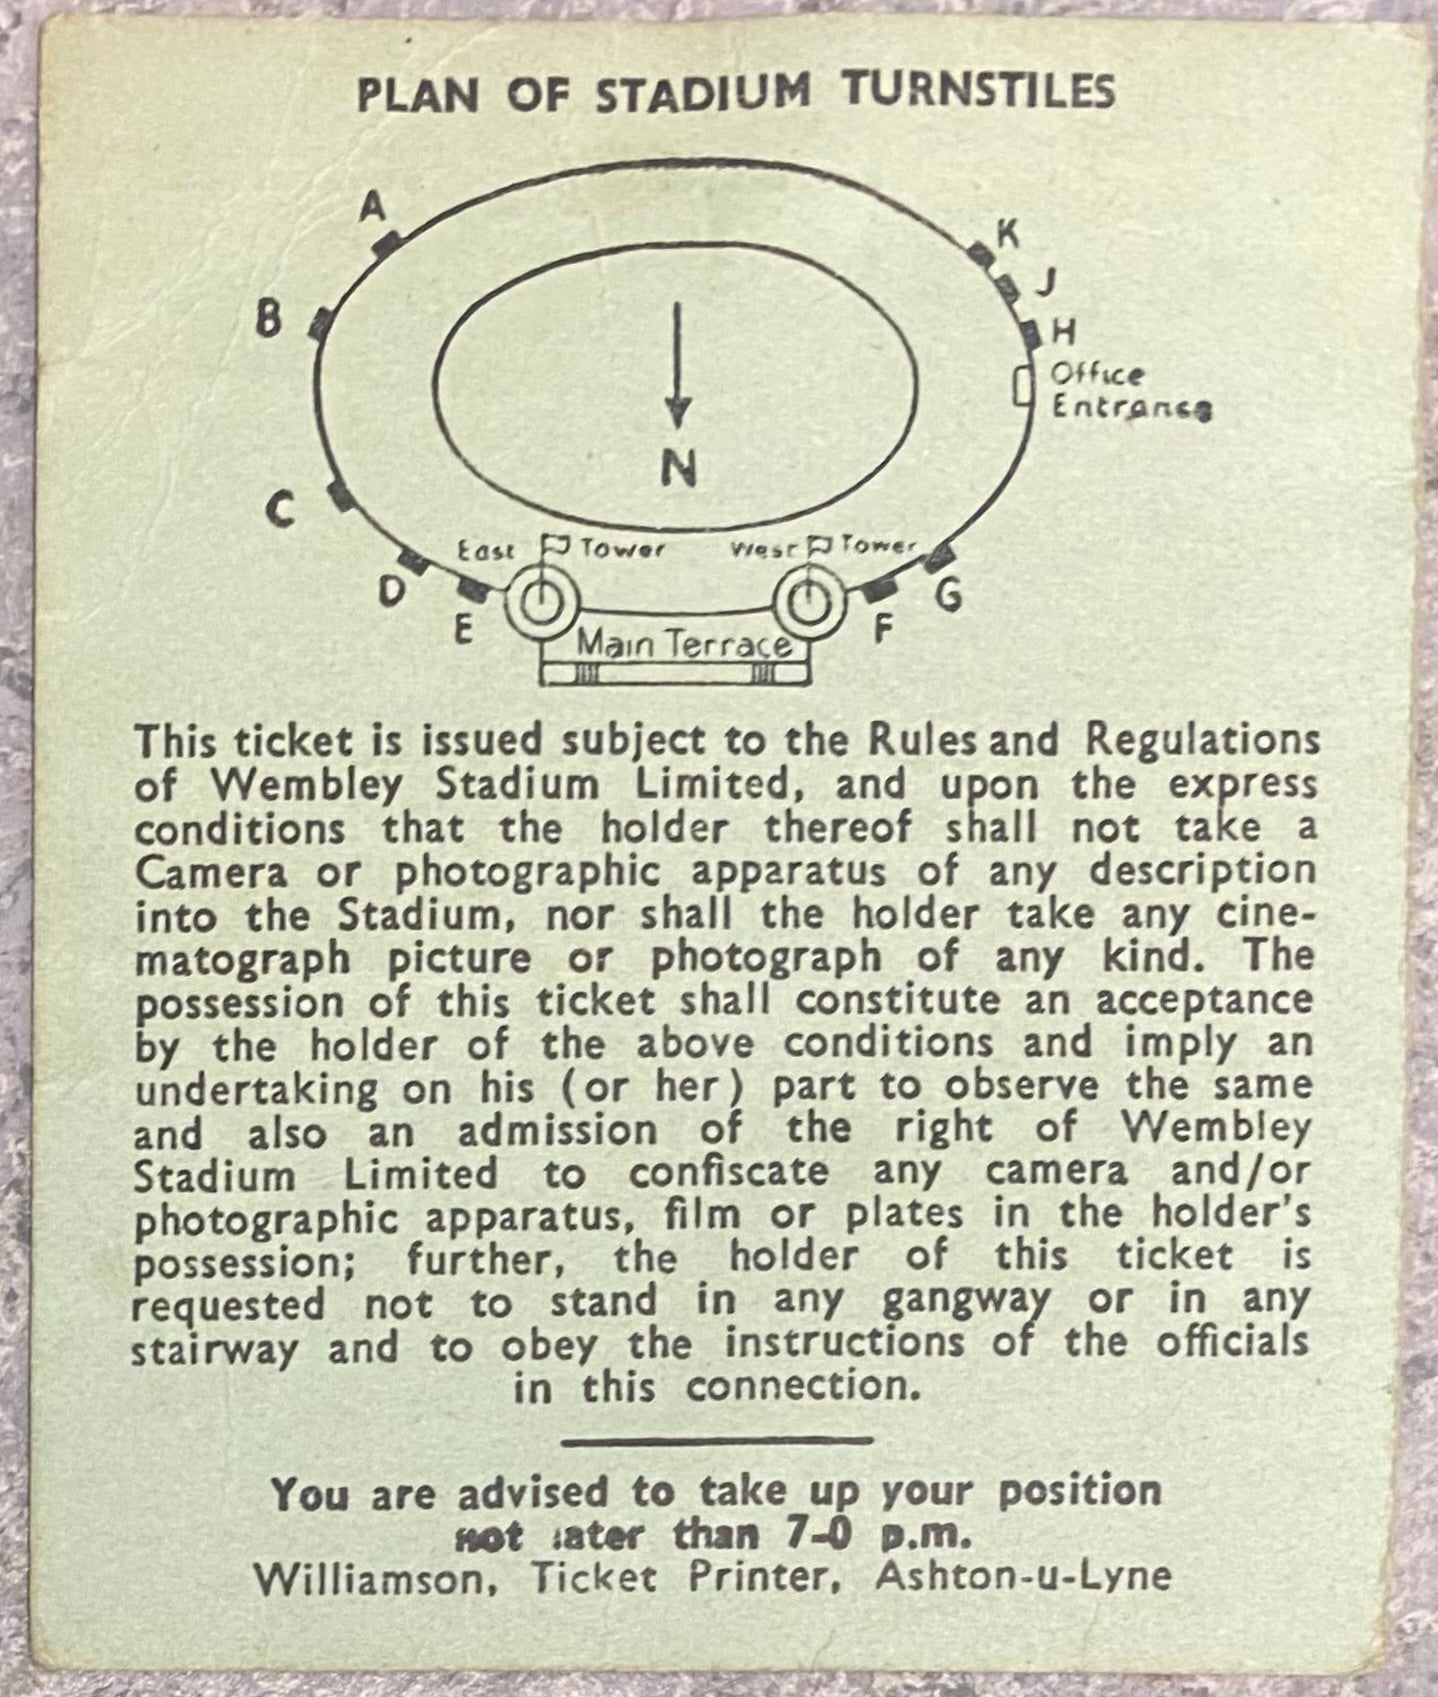 PLAN OF STADIUM TURNSTILES
A
K
J
B
H
Office
Entrance
N
C
East Tower
West Tower
D
G
E
F
Main Terrace
This ticket is issued subject to the Rules and Regulations
of Wembley Stadium Limited, and upon the express
conditions that the holder thereof shall not take a
Camera or photographic apparatus of any description
into the Stadium, nor shall the holder take any cine-
matograph picture or photograph of any kind. The
possession of this ticket shall constitute an acceptance
by the holder of the above conditions and imply an
undertaking on his (or her) part to observe the same
and also an admission of the right of Wembley
Stadium Limited to confiscate any camera and/or
photographic apparatus, film or plates in the holder's
possession; further, the holder of this ticket is
requested not to stand in any gangway or in any
stairway and to obey the instructions of the officials
in this connection.
You are advised to take up your position
not later than 7-0 p.m.
Williamson, Ticket Printer, Ashton-u-Lyne